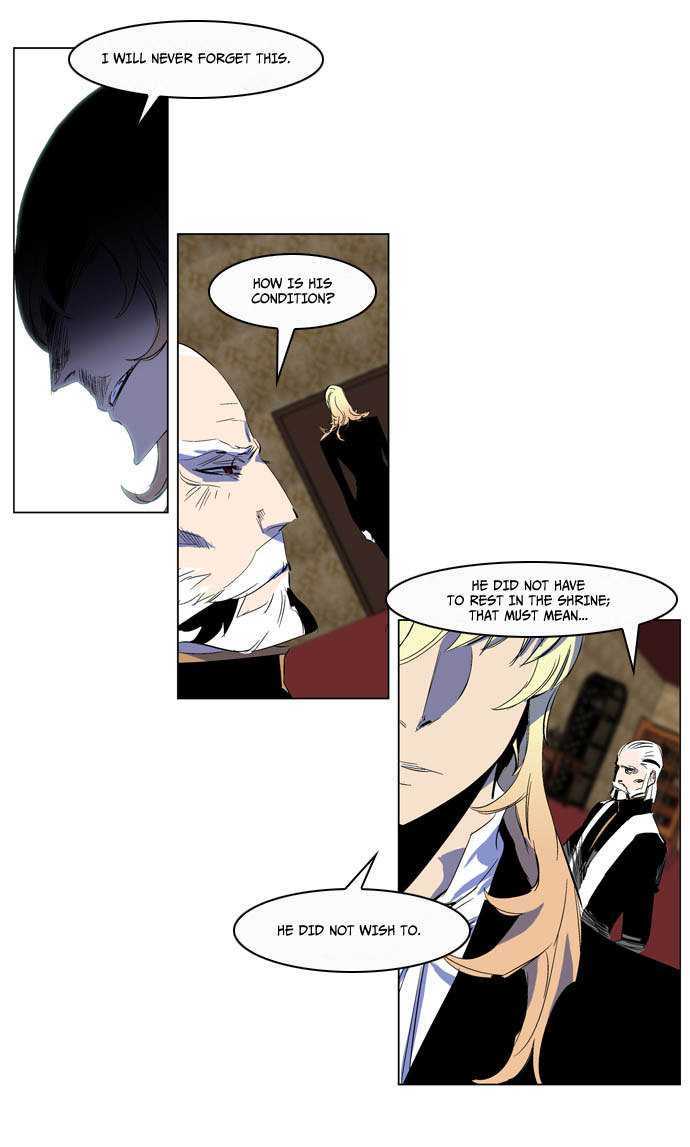 I WILL NEVER FORGET THIS.
HOW IS HIS
CONDITION?
HE DID NOT HAVE
TO REST IN THE SHRINE;
THAT MUST MEAN...
HE DID NOT WISH TO.